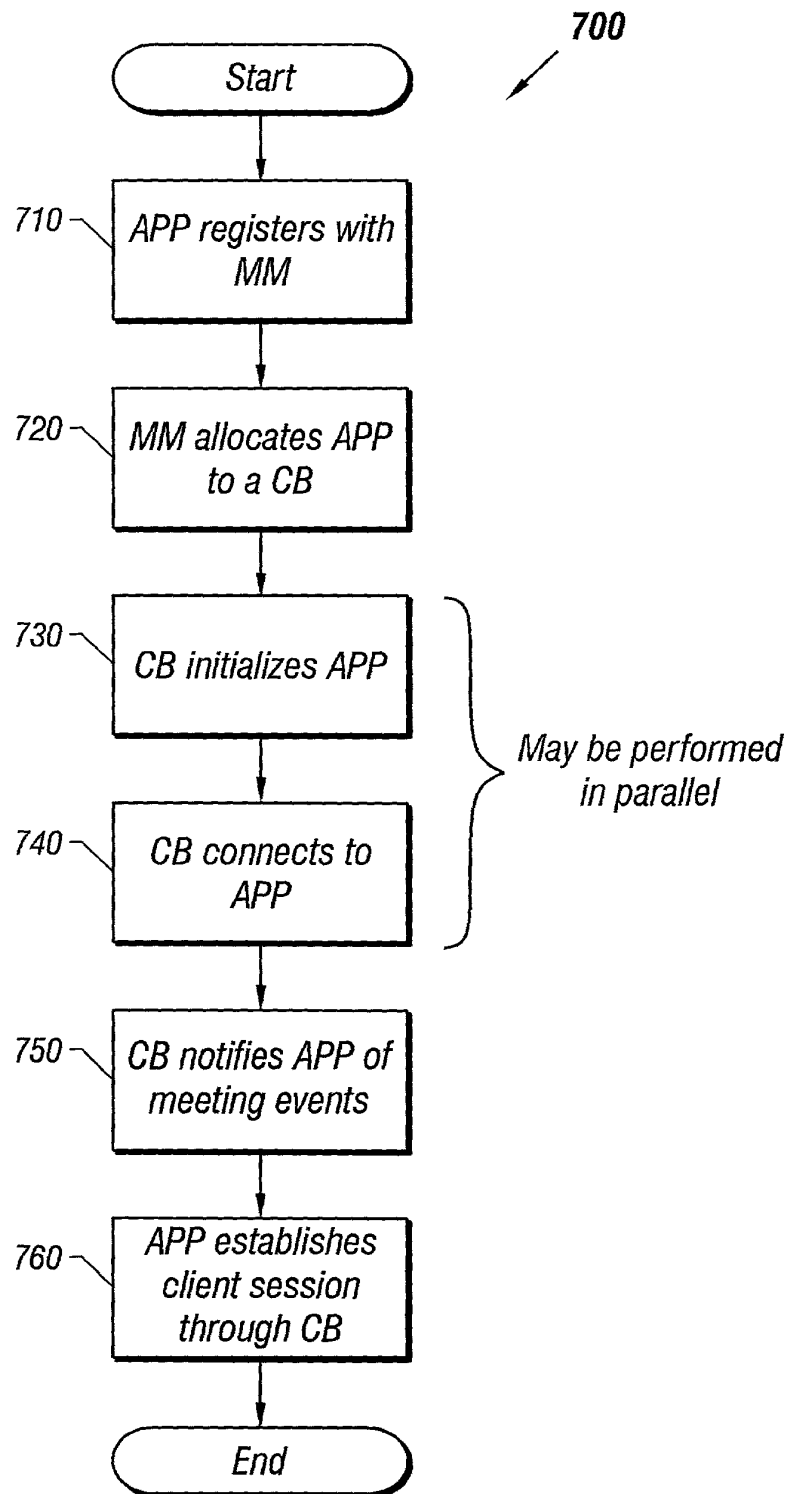 700
Start
710
APP registers with
MM
720
MM allocates APP
to a CB
730
CB initializes APP
May be performed
in parallel
740
CB connects to
APP
750
CB notifies APP of
meeting events
760
APP establishes
client session
through CB
End